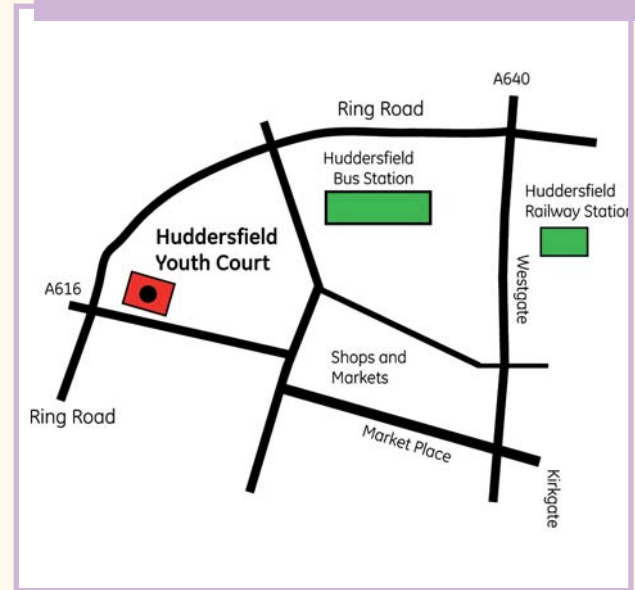 A640
Ring Road
Huddersfield
Bus Station
Huddersfield
Railway Station
Huddersfield
Youth Court
A616
Westgate
Shops and
Markets
Ring Road
Market Place
Kirkgate